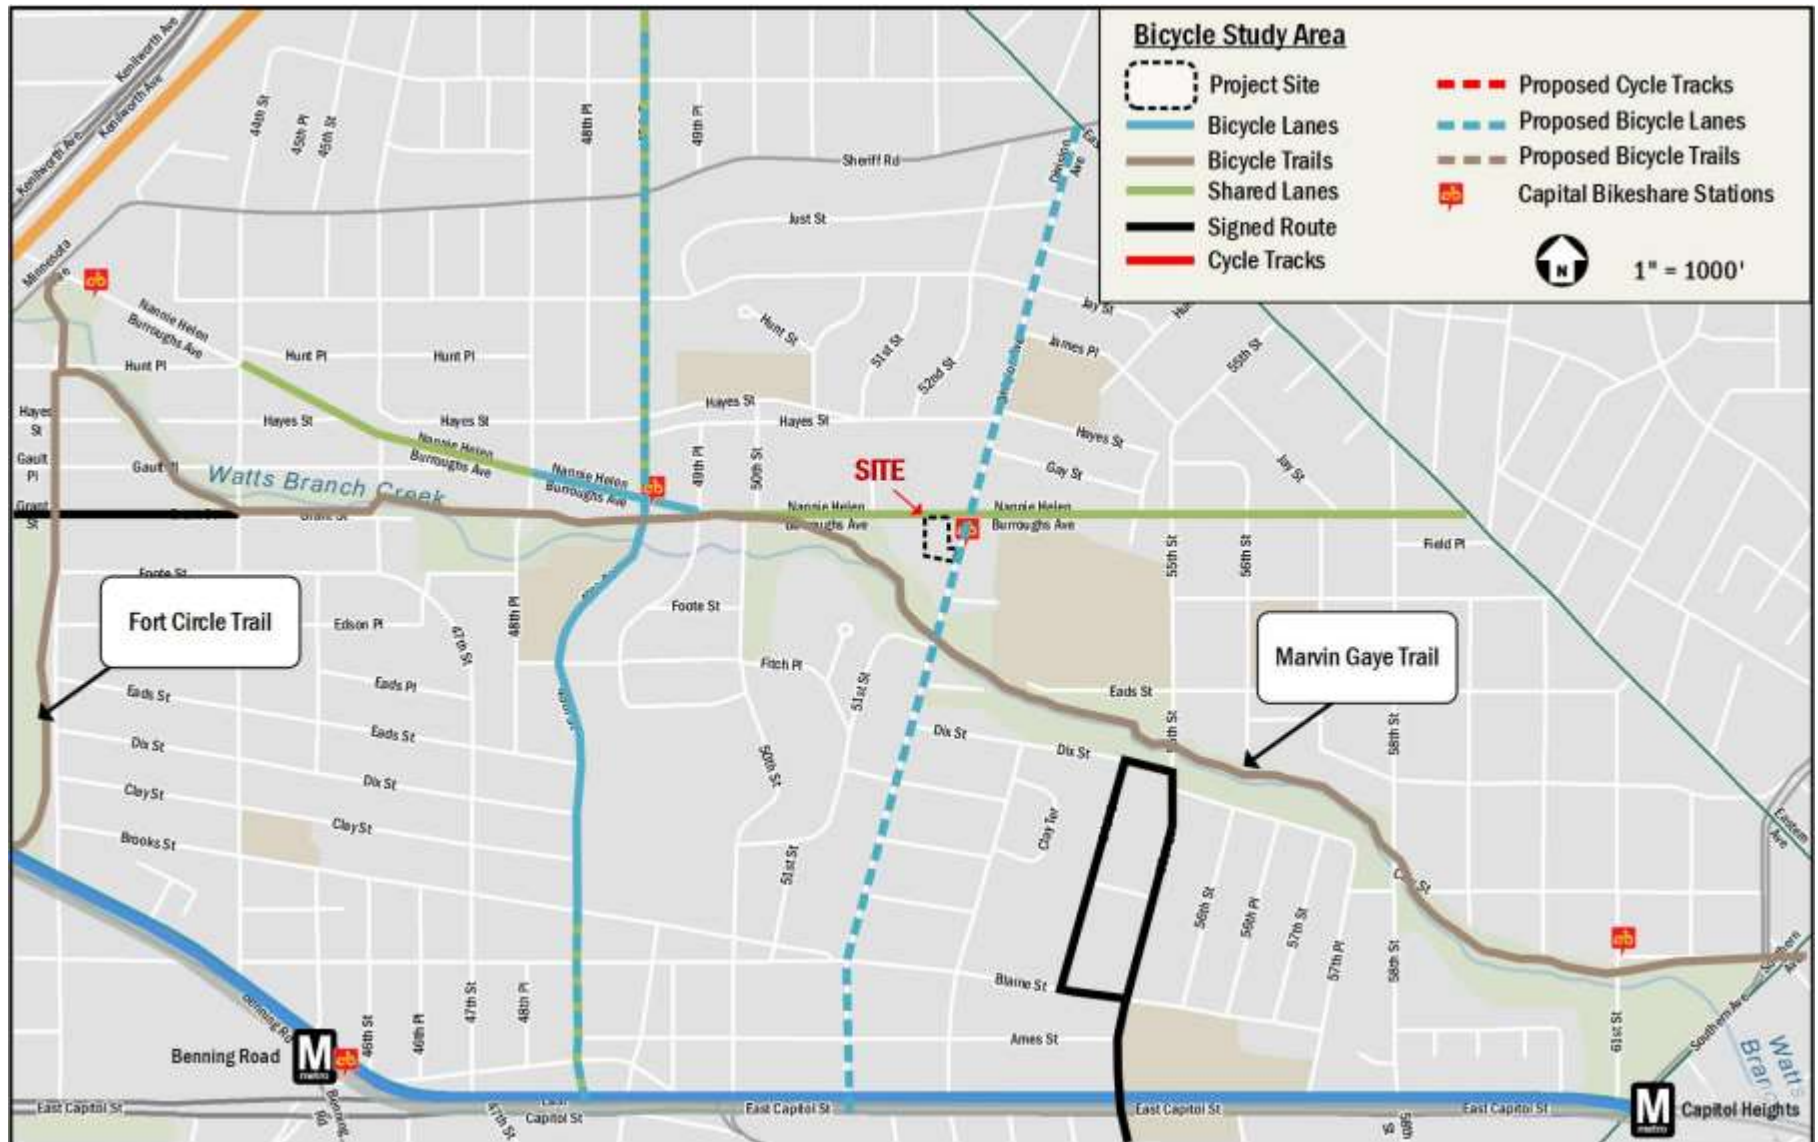 Bicycle Study Area
Project Site
Bicycle Lanes
Bicycle Trails
Shared Lanes
Signed Route
Cycle Tracks
Proposed Cycle Tracks
Proposed Bicycle Lanes
Proposed Bicycle Trails
Capital Bikeshare Stations
N
1" = 1000'
Kenilworth Ave
Kenilworth Ave
Kenilworth Ave
44th St
45th Pl
45th St
48th Pl
49th Pl
Sheriff Rd
Division
Ave
Just St
Minnesota
Nannie Helen
Burroughs Ave
Hunt Pl
Hunt Pl
Hunt Pl
Hunt St
51st St
52nd St
Jay St
James Pl
55th St
Hayes
St
Hayes St
Hayes St
Hayes St
Hayes St
Hayes St
Nannie Helen
Burroughs Ave
Gault
Pl
Gay St
Jay St
Watts Branch Creek
Nannie Helen
Burroughs Ave
49th Pl
50th St
SITE
Grant
St
Grant St
Nannie Helen
Burroughs Ave
Nannie Helen
Burroughs Ave
Field Pl
55th St
56th St
Foote St
Foote St
Fort Circle Trail
Edson Pl
47th St
48th Pl
Fitch Pl
51st St
Marvin Gaye Trail
Eads St
Eads Pl
Eads St
Eads St
58th St
Dix St
Dix St
Dix St
Dix St
50th St
Clay St
Clay St
Brooks St
Clay Ter
51st St
Eastern
Ave
56th St
56th Pl
57th St
57th Pl
58th St
Blaine St
Ames St
61st St
Southern Ave
Benning Rd
Benning Road
M
metro
46th St
46th Pl
47th St
48th Pl
Watts
East Capitol St
Benning
Rd
47th St
Capitol St
East Capitol St
East Capitol St
East Capitol St
M
metro
Capitol Heights